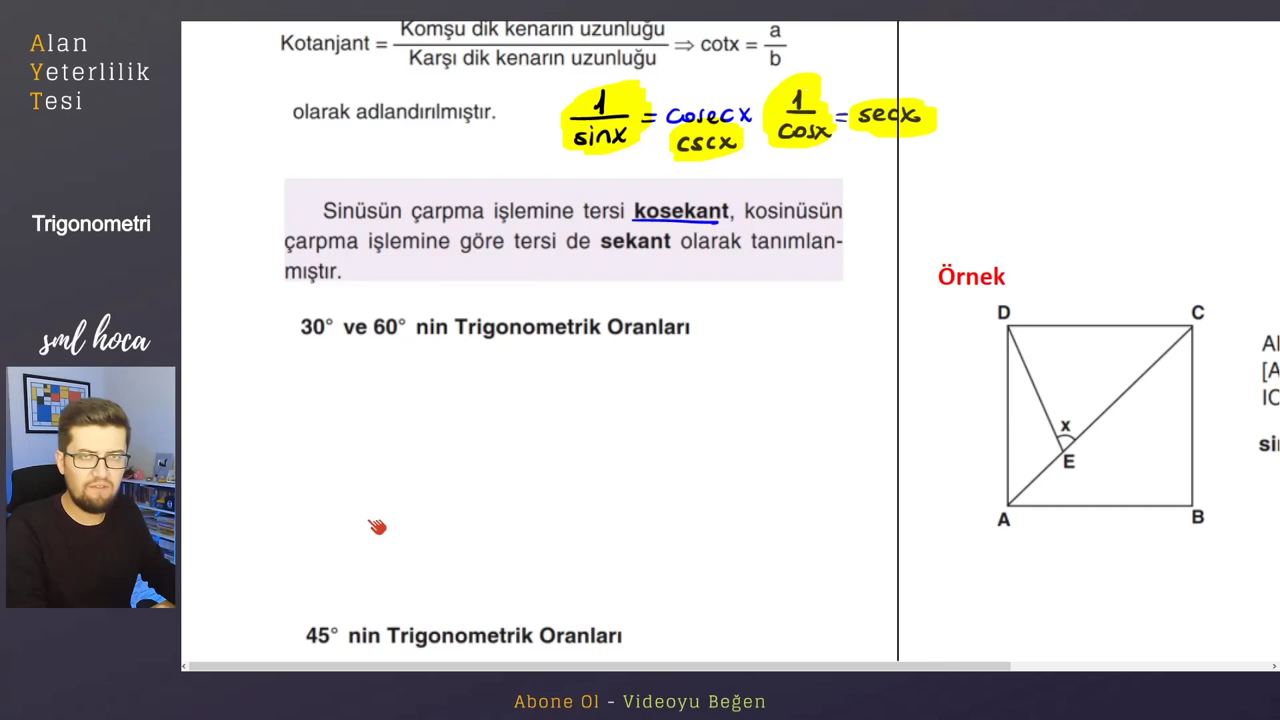 Alan
Yeterlilik
Tesi
Trigonometri
sml hoca
Kotanjant = Komşu dik kenarın uzunluğu / Karşı dik kenarın uzunluğu ⇒ cotx = a / b
olarak adlandırılmıştır.
1 / sinx = cosecx
cscx
1 / cosx = secx
Sinüsün çarpma işlemine tersi kosekant, kosinüsün
çarpma işlemine göre tersi de sekant olarak tanımlan-
mıştır.
30° ve 60° nin Trigonometrik Oranları
45° nin Trigonometrik Oranları
Örnek
D
C
x
E
A
B
[A
Abone Ol - Videoyu Beğen